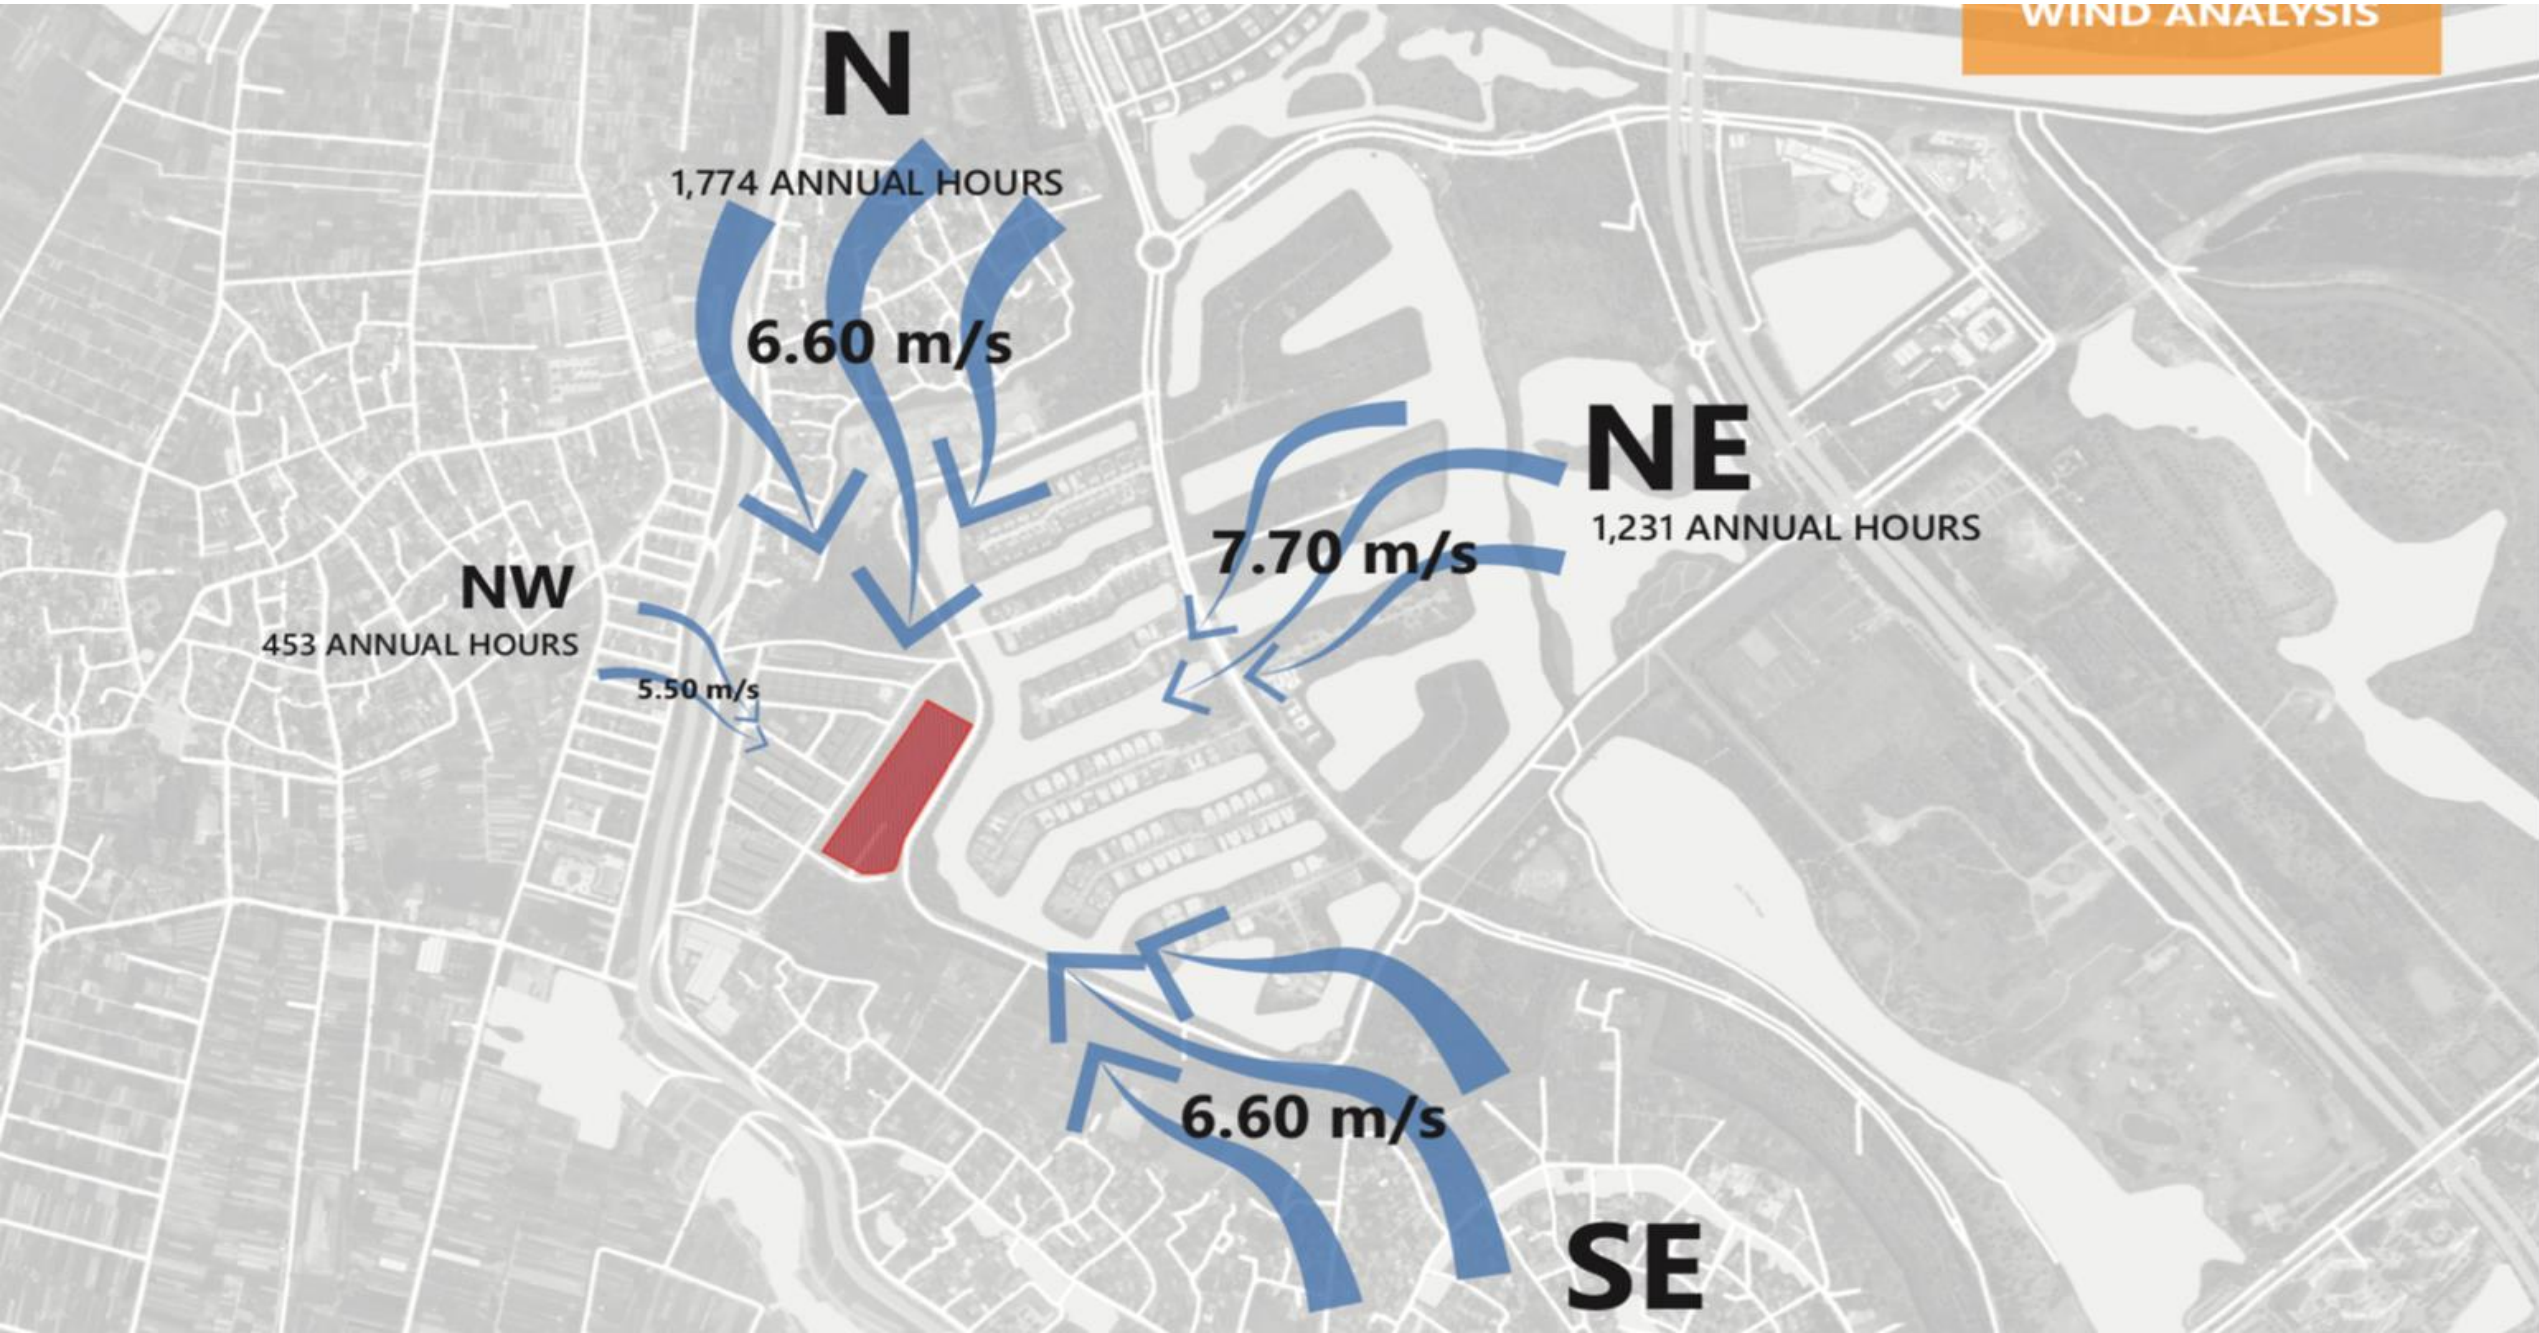 WIND ANALYSIS
N
1,774 ANNUAL HOURS
6.60 m/s
NE
1,231 ANNUAL HOURS
7.70 m/s
NW
453 ANNUAL HOURS
5.50 m/s
6.60 m/s
SE